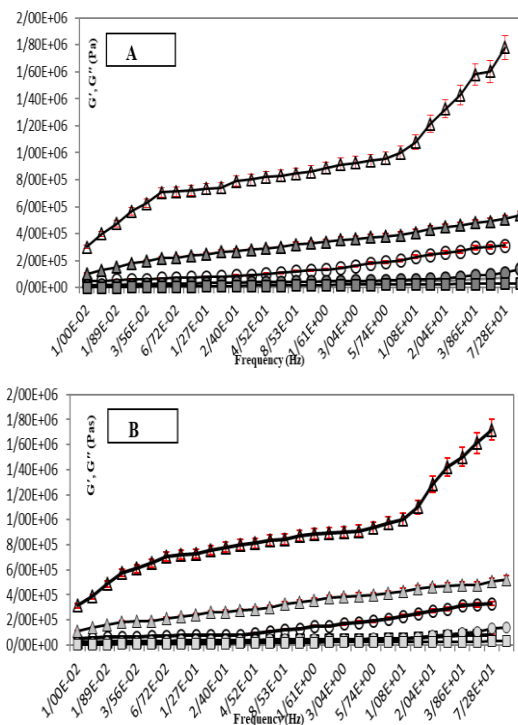 A
G′, G″ (Pa)
2/00E+06
1/80E+06
1/60E+06
1/40E+06
1/20E+06
1/00E+06
8/00E+05
6/00E+05
4/00E+05
2/00E+05
0/00E+00
1/00E-02
1/89E-02
3/56E-02
6/72E-02
1/27E-01
2/40E-01
4/52E-01
8/53E-01
1/61E+00
3/04E+00
5/74E+00
1/08E+01
2/04E+01
3/86E+01
7/28E+01
Frequency (Hz)
B
G′, G″ (Pas)
2/00E+06
1/80E+06
1/60E+06
1/40E+06
1/20E+06
1/00E+06
8/00E+05
6/00E+05
4/00E+05
2/00E+05
0/00E+00
1/00E-02
1/89E-02
3/56E-02
6/72E-02
1/27E-01
2/40E-01
4/52E-01
8/53E-01
1/61E+00
3/04E+00
5/74E+00
1/08E+01
2/04E+01
3/86E+01
7/28E+01
Frequency (Hz)